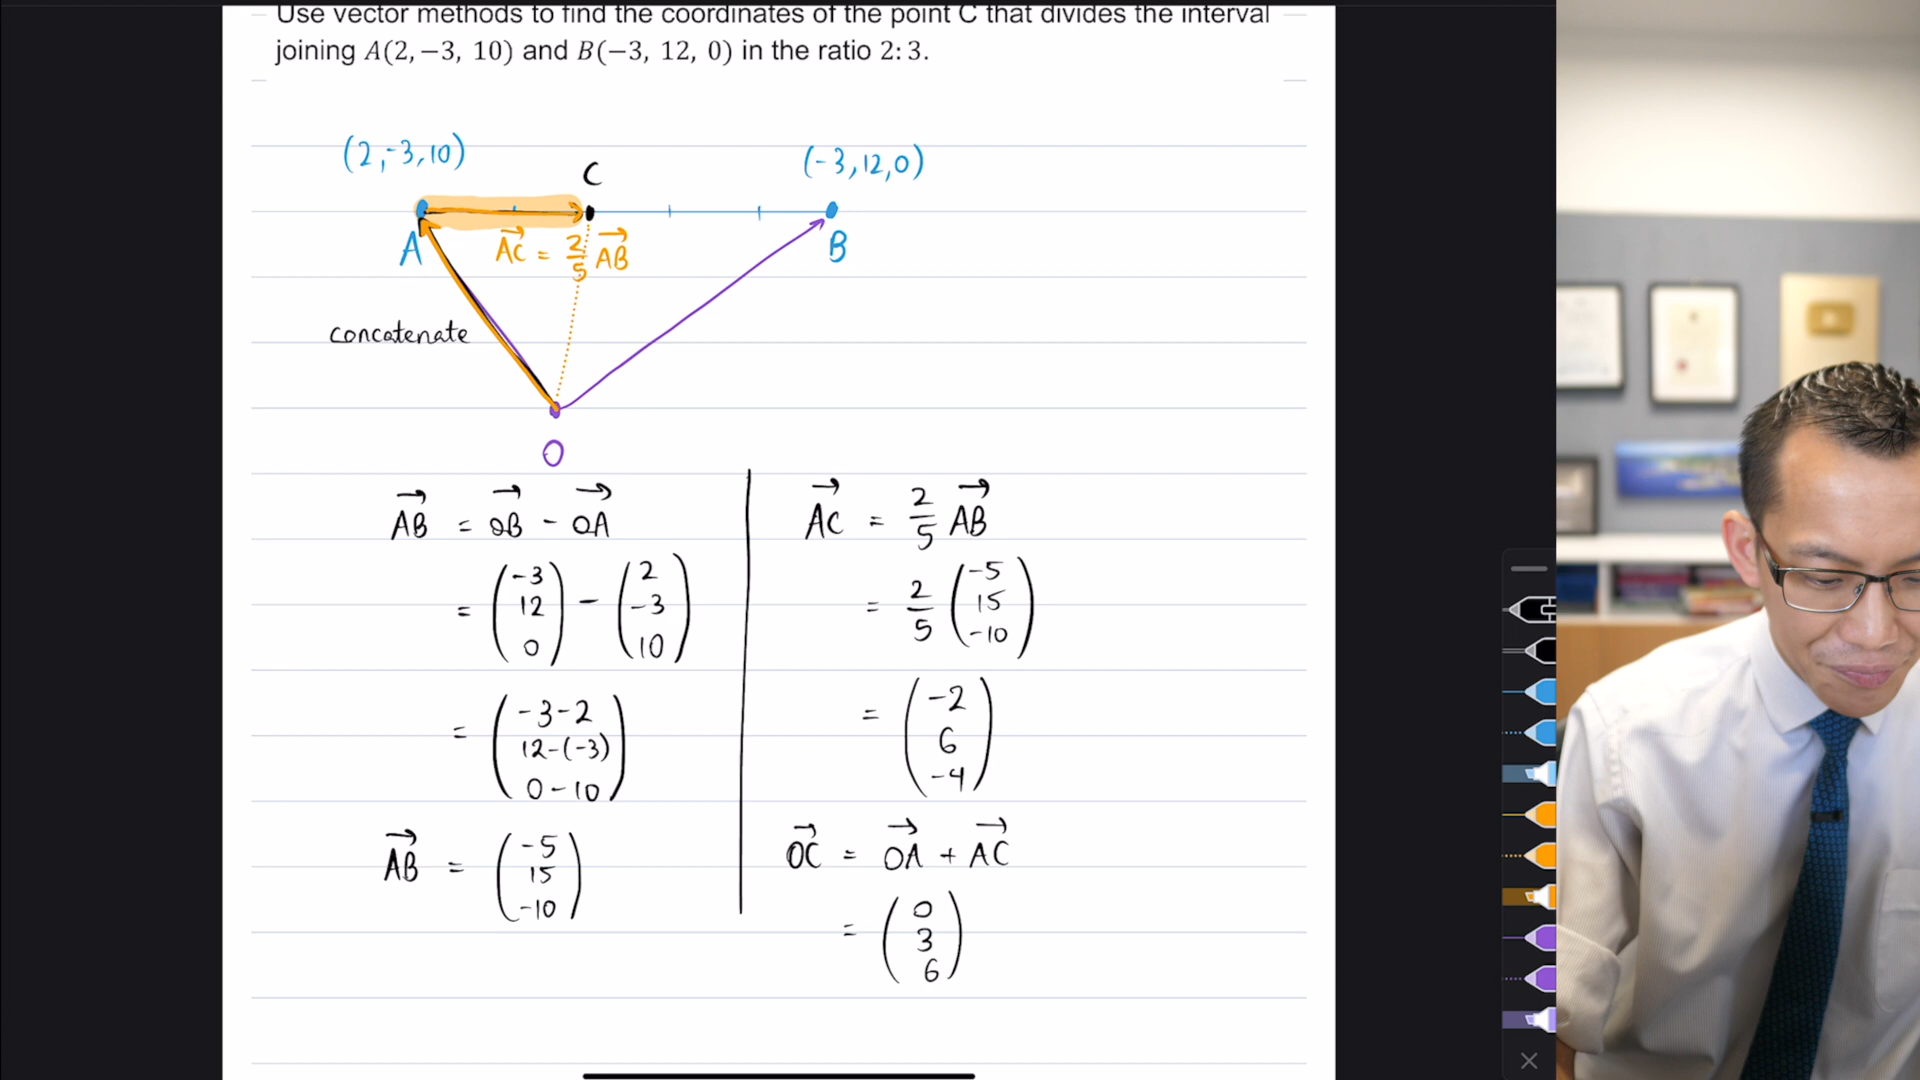 Use vector methods to find the coordinates of the point C that divides the interval
joining A(2,−3, 10) and B(−3, 12, 0) in the ratio 2:3.
(2,-3,10)
C
(-3,12,0)
A
AC→ = 2/5 AB→
B
concatenate
O
AB→ = OB→ - OA→
= (-3 12 0) - (2 -3 10)
= (-3-2 12-(-3) 0-10)
AB→ = (-5 15 -10)
AC→ = 2/5 AB→
= 2/5 (-5 15 -10)
= (-2 6 -4)
OC→ = OA→ + AC→
= (0 3 6)